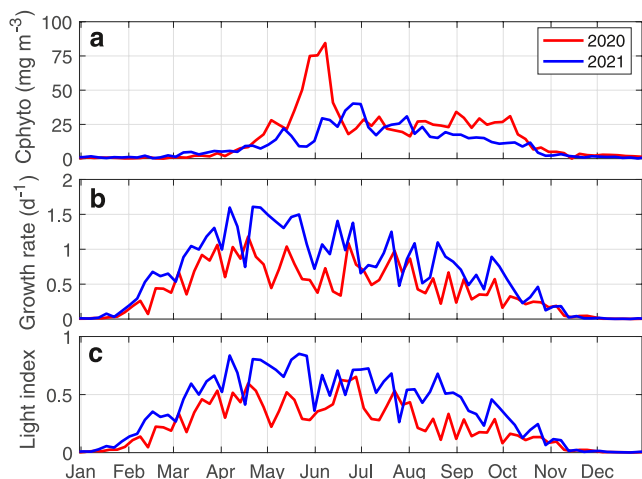 a
Cphyto (mg m⁻³)
100
75
50
25
0
2020
2021
b
Growth rate (d⁻¹)
2
1.5
1
0.5
0
c
Light index
1
0.5
0
Jan Feb Mar Apr May Jun Jul Aug Sep Oct Nov Dec